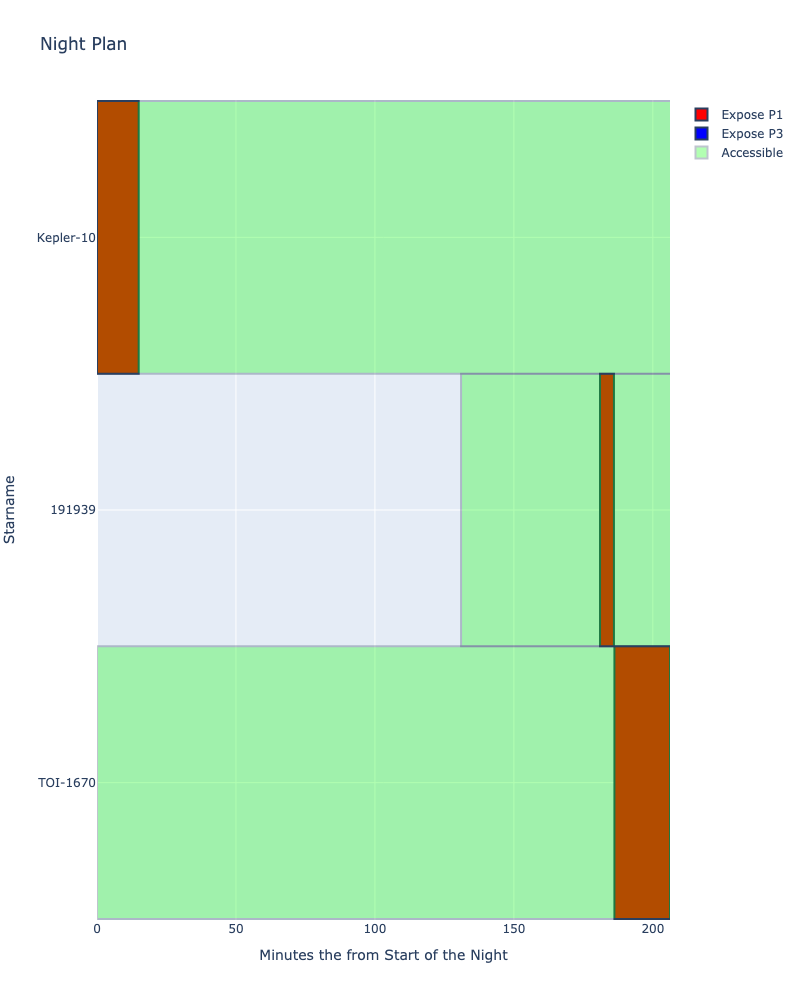 Night Plan
Expose P1
Expose P3
Accessible
Kepler-10
191939
TOI-1670
Starname
0 50 100 150 200
Minutes the from Start of the Night